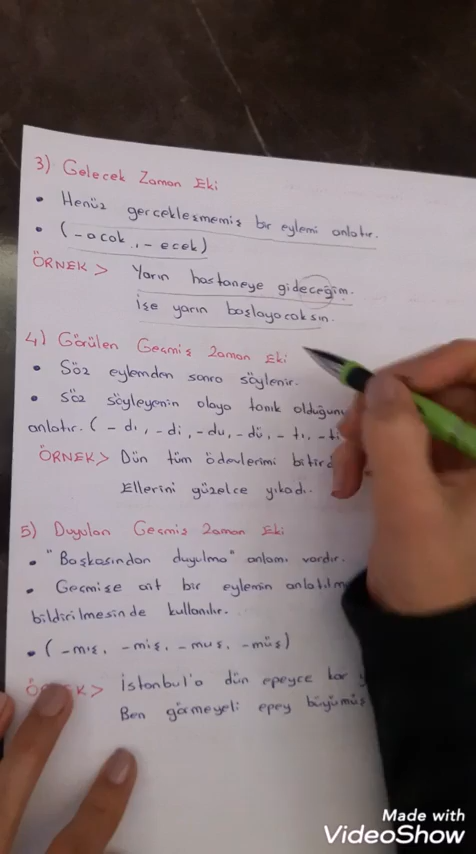 3) Gelecek Zaman Eki
• Henüz gerçekleşmemiş bir eylemi anlatır.
• (-acak, -ecek)
ÖRNEK > Yarın hastaneye gideceğim.
İşe yarın başlayacaksın.
4) Görülen Geçmiş Zaman Eki
• Söz eylemden sonra söylenir.
• Söz söyleyenin olaya tanık olduğunu
anlatır. (-dı, -di, -du, -dü, -tı, -ti
ÖRNEK > Dün tüm ödevlerimi
Ellerini güzelce yıkadı.
5) Duyulan Geçmiş Zaman Eki
• "Başkasından duyulma" anlamı vardır.
• Geçmişe ait bir eylemin
bildirilmesinde kullanılır.
• (-mış, -miş, -muş, -müş)
ÖRNEK > İstanbul'a dün epeyce kar
Ben görmeyeli epey büyümüş
Made with
VideoShow